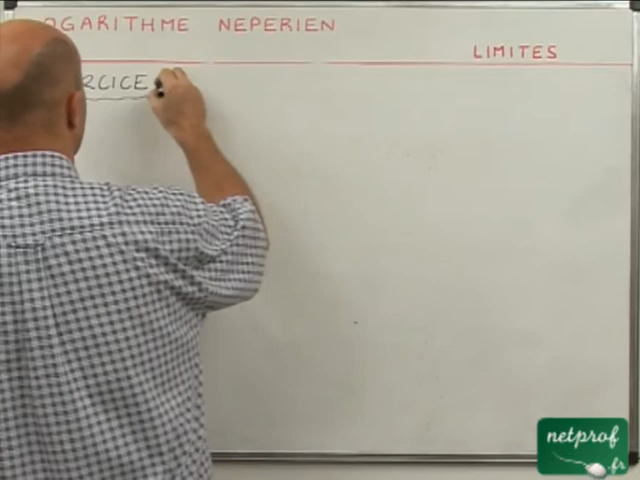 OGARITHME NEPERIEN
LIMITES
RCICE
netprof
.fr